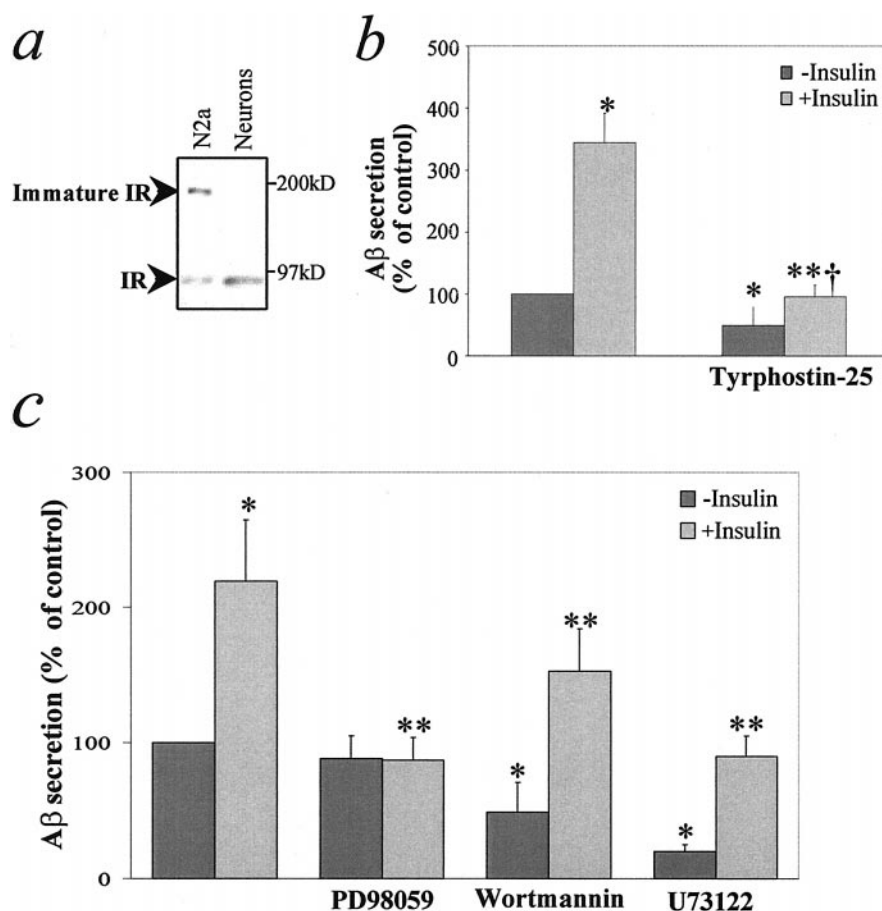 a
N2a
Neurons
Immature IR
200kD
IR
97kD
b
Aβ secretion
(% of control)
500
400
300
200
100
0
-Insulin
+Insulin
*
*
**†
Tyrphostin-25
c
Aβ secretion (% of control)
300
200
100
0
-Insulin
+Insulin
*
**
*
**
*
**
PD98059
Wortmannin
U73122